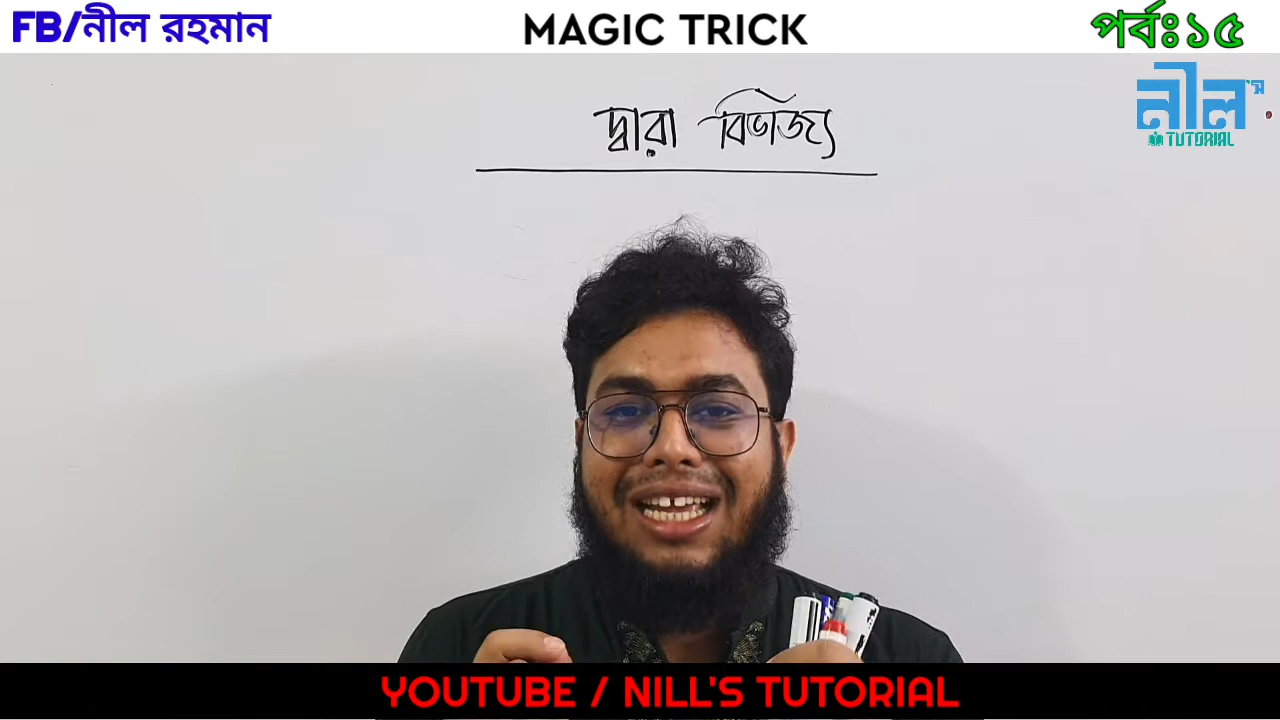 FB/নীল রহমান
MAGIC TRICK
পর্বঃ১৫
নীল's
TUTORIAL
দ্বারা বিভাজ্য
YOUTUBE / NILL'S TUTORIAL